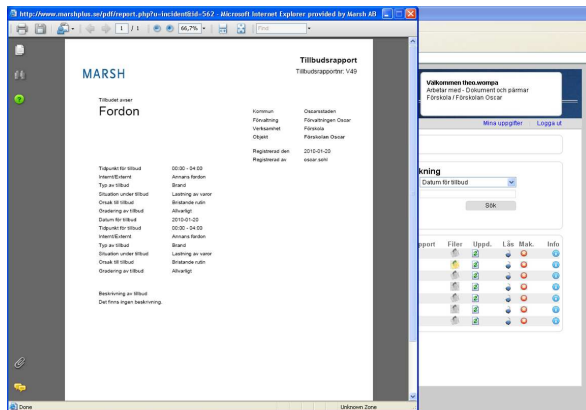 http://www.marshplus.se/pdf/report.php?u=incident&id=562 - Microsoft Internet Explorer provided by Marsh AB
1 / 1
66,7%
Find
Tillbudsrapport
Tillbudsrapportnr: V49
MARSH
Tillbudet avser
Fordon
Kommun Oscarsstaden
Förvaltning Förvaltningen Oscar
Verksamhet Förskola
Objekt Förskolan Oscar
Registrerad den 2010-01-20
Registrerad av oscar sohl
Tidpunkt för tillbud 00:00 - 04:00
Internt/Externt Annans fordon
Typ av tillbud Brand
Situation under tillbud Lastning av varor
Orsak till tillbud Bristande rutin
Gradering av tillbud Allvarligt
Datum för tillbud 2010-01-20
Tidpunkt för tillbud 00:00 - 04:00
Internt/Externt Annans fordon
Typ av tillbud Brand
Situation under tillbud Lastning av varor
Orsak till tillbud Bristande rutin
Gradering av tillbud Allvarligt
Beskrivning av tillbud
Det finns ingen beskrivning.
Done
Unknown Zone
Välkommen theo.wompa
Arbetar med - Dokument och pärmar
Förskola / Förskolan Oscar
Mina uppgifter Logga ut
kning
Datum för tillbud
Sök
pport Filer Uppd. Lås Mak. Info